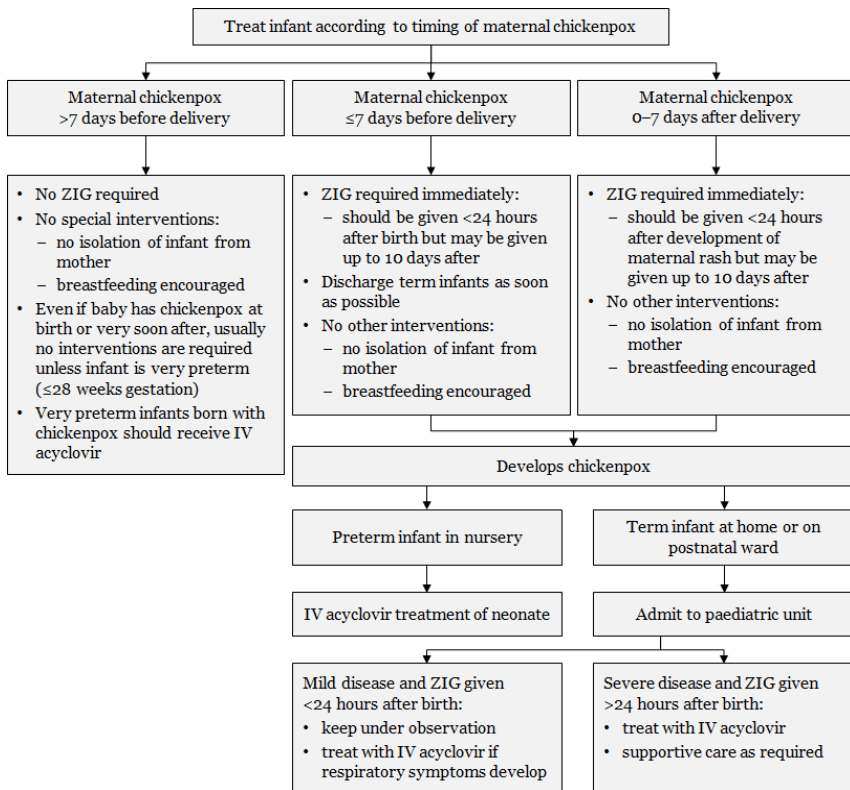 Treat infant according to timing of maternal chickenpox
Maternal chickenpox
>7 days before delivery
Maternal chickenpox
≤7 days before delivery
Maternal chickenpox
0–7 days after delivery
• No ZIG required
• No special interventions:
– no isolation of infant from
mother
– breastfeeding encouraged
• Even if baby has chickenpox at
birth or very soon after, usually
no interventions are required
unless infant is very preterm
(≤28 weeks gestation)
• Very preterm infants born with
chickenpox should receive IV
acyclovir
• ZIG required immediately:
– should be given <24 hours
after birth but may be given
up to 10 days after
• Discharge term infants as soon
as possible
• No other interventions:
– no isolation of infant from
mother
– breastfeeding encouraged
• ZIG required immediately:
– should be given <24 hours
after development of
maternal rash but may be
given up to 10 days after
• No other interventions:
– no isolation of infant from
mother
– breastfeeding encouraged
Develops chickenpox
Preterm infant in nursery
Term infant at home or on
postnatal ward
IV acyclovir treatment of neonate
Admit to paediatric unit
Mild disease and ZIG given
<24 hours after birth:
• keep under observation
• treat with IV acyclovir if
respiratory symptoms develop
Severe disease and ZIG given
>24 hours after birth:
• treat with IV acyclovir
• supportive care as required